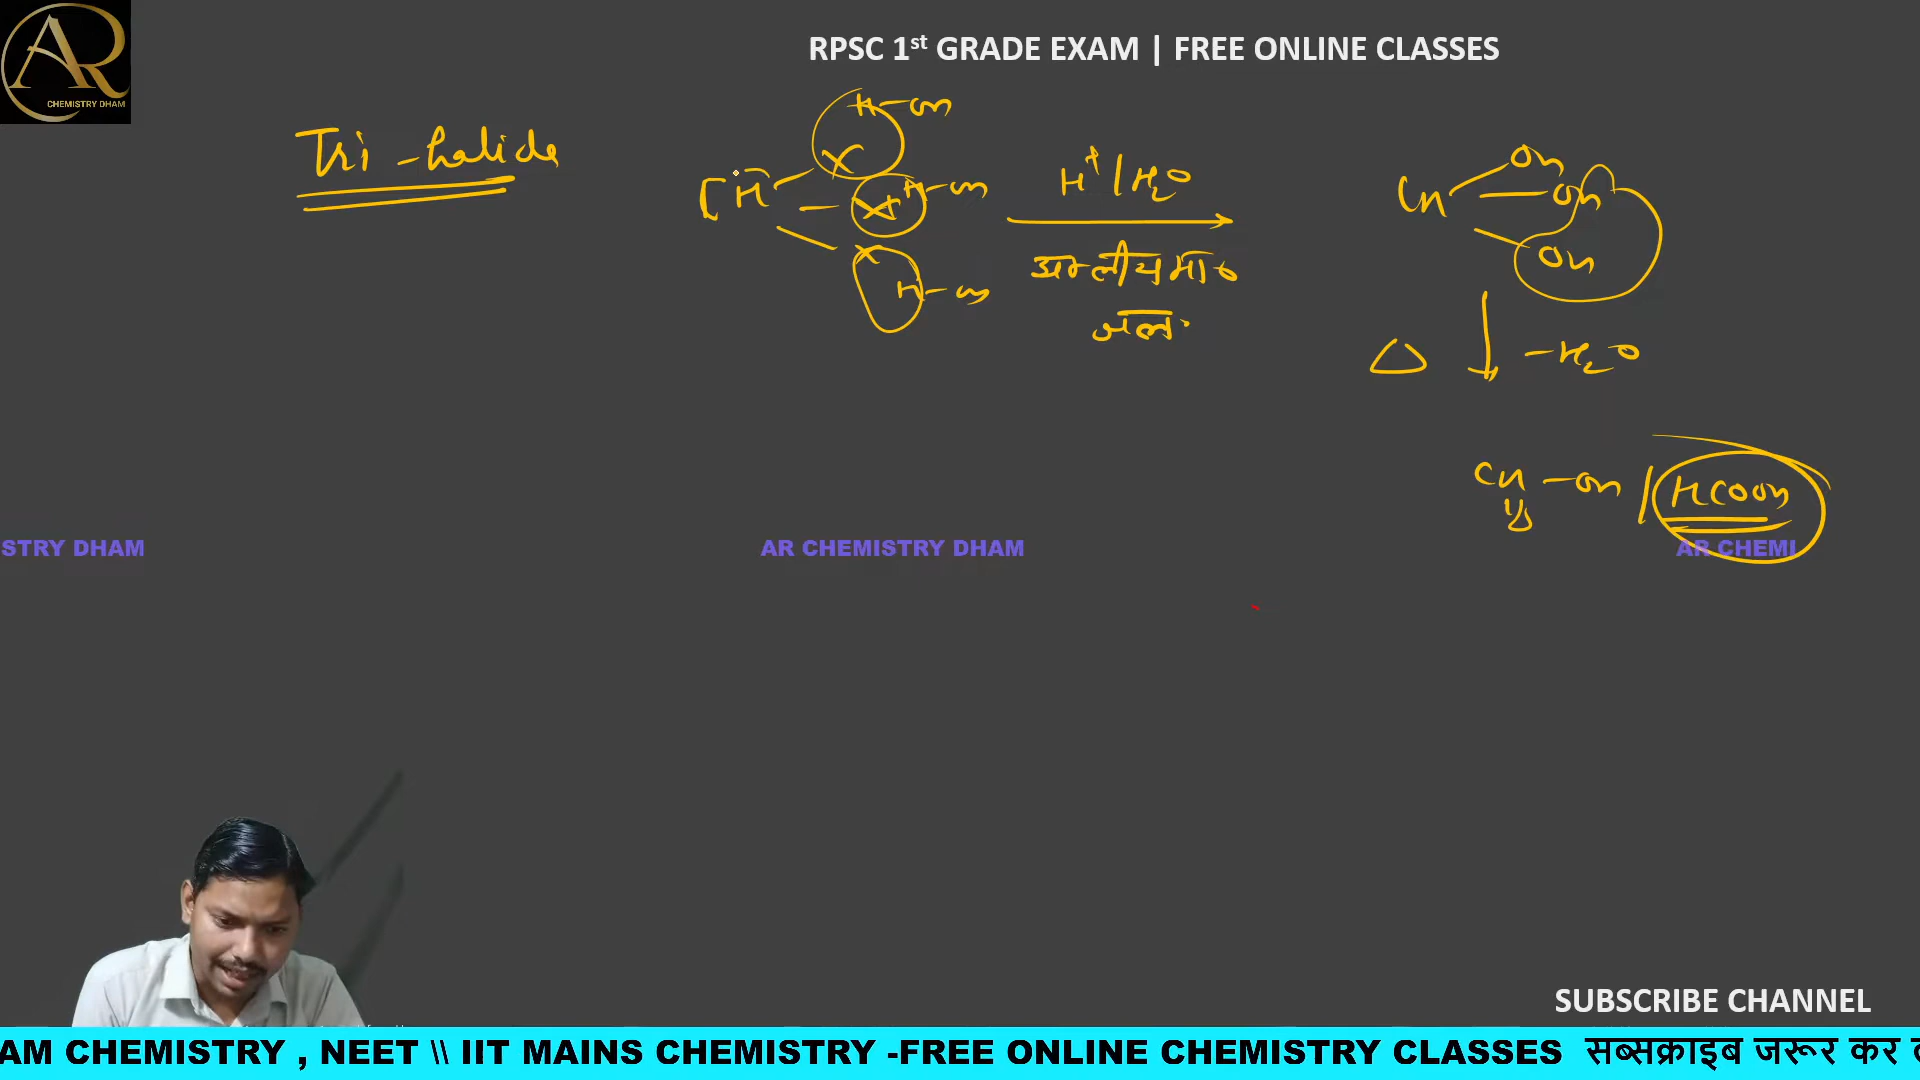 AR
CHEMISTRY DHAM
RPSC 1st GRADE EXAM | FREE ONLINE CLASSES
Tri-halide
CH
X H-OH
X H-OH
X H-OH
H+/H2O
अम्लीय मा०
जल.
CH
OH
OH
OH
△ -H2O
CH-OH / HCOOH
O
STRY DHAM
AR CHEMISTRY DHAM
AR CHEMI
SUBSCRIBE CHANNEL
AM CHEMISTRY , NEET \\ IIT MAINS CHEMISTRY -FREE ONLINE CHEMISTRY CLASSES सब्सक्राइब जरूर कर